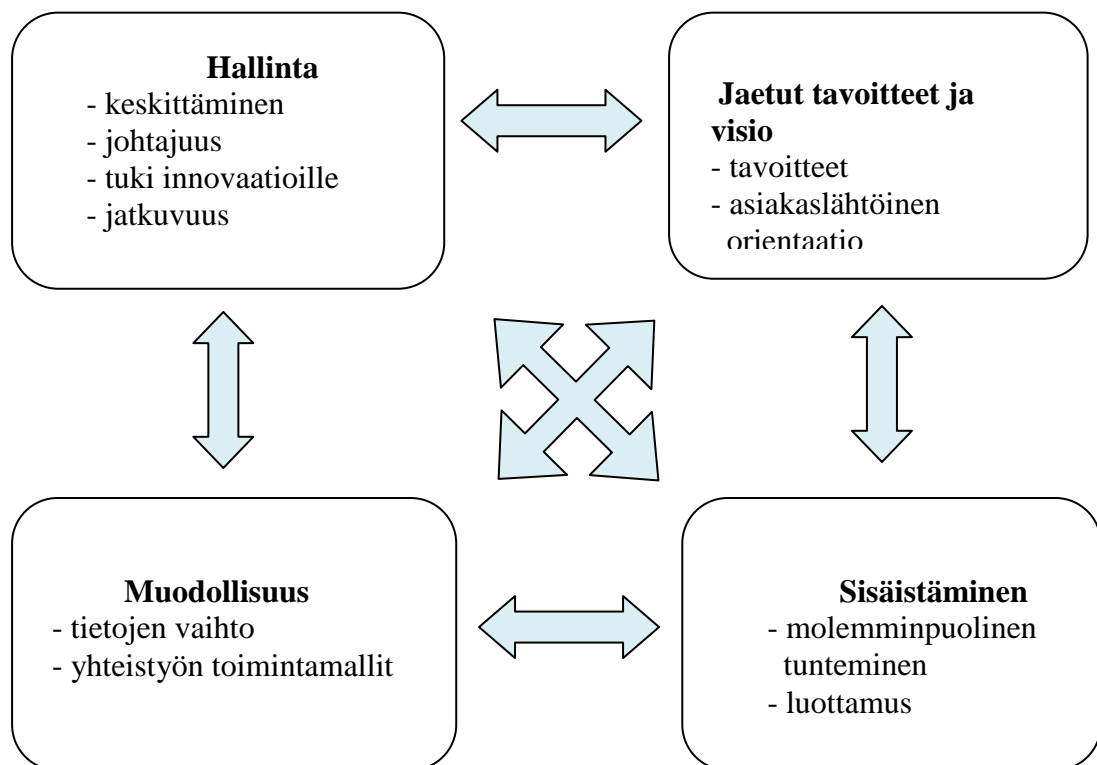 Hallinta
- keskittäminen
- johtajuus
- tuki innovaatioille
- jatkuvuus
Jaetut tavoitteet ja
visio
- tavoitteet
- asiakaslähtöinen
orientaatio
Muodollisuus
- tietojen vaihto
- yhteistyön toimintamallit
Sisäistäminen
- molemminpuolinen
tunteminen
- luottamus